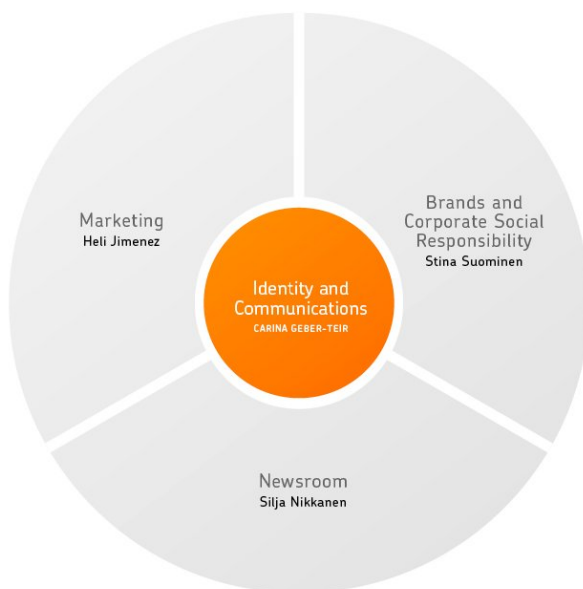 Marketing
Heli Jimenez
Brands and
Corporate Social
Responsibility
Stina Suominen
Identity and
Communications
CARINA GEBER-TEIR
Newsroom
Silja Nikkanen